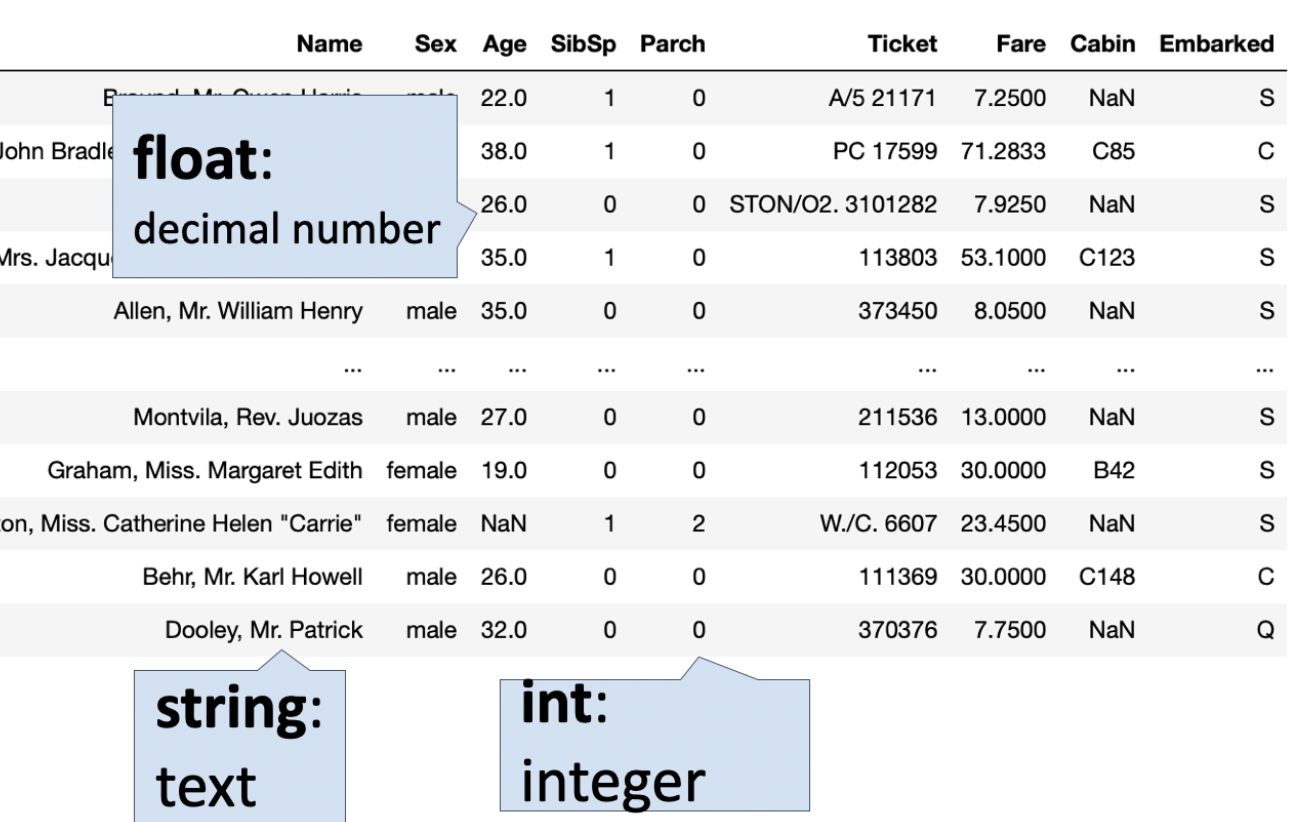 Name Sex Age SibSp Parch Ticket Fare Cabin Embarked
22.0 1 0 A/5 21171 7.2500 NaN S
John 38.0 1 0 PC 17599 71.2833 C85 C
26.0 0 0 STON/O2. 3101282 7.9250 NaN S
Mrs. 35.0 1 0 113803 53.1000 C123 S
float:
decimal number
Allen, Mr. William Henry male 35.0 0 0 373450 8.0500 NaN S
... ... ... ... ... ... ... ... ...
Montvila, Rev. Juozas male 27.0 0 0 211536 13.0000 NaN S
Graham, Miss. Margaret Edith female 19.0 0 0 112053 30.0000 B42 S
on, Miss. Catherine Helen "Carrie" female NaN 1 2 W./C. 6607 23.4500 NaN S
Behr, Mr. Karl Howell male 26.0 0 0 111369 30.0000 C148 C
Dooley, Mr. Patrick male 32.0 0 0 370376 7.7500 NaN Q
string:
text
int:
integer